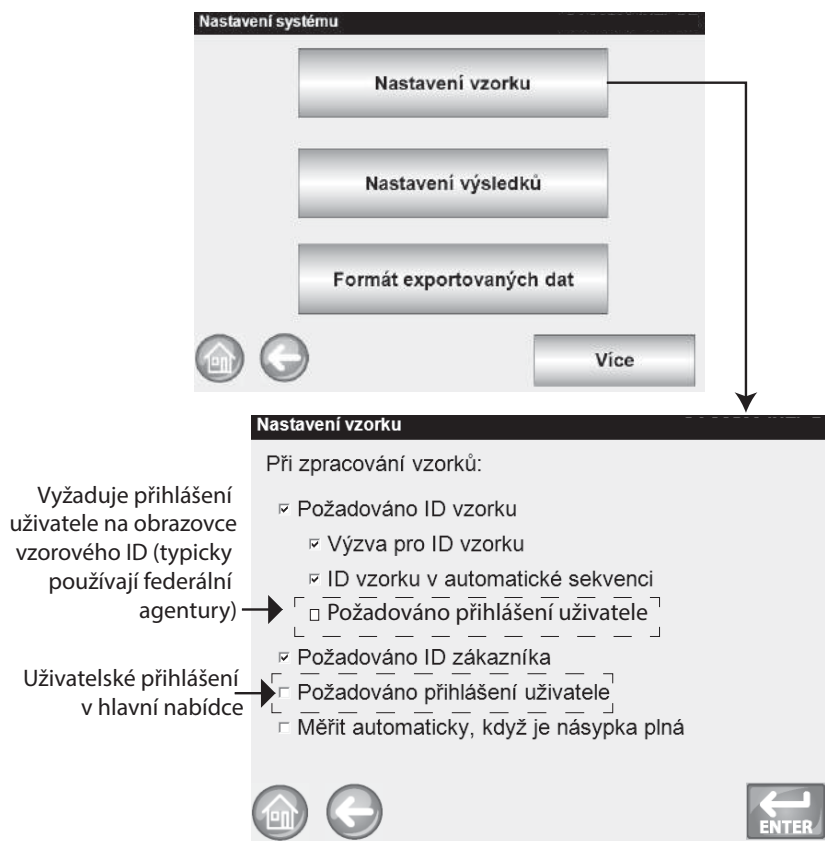 Nastavení systému
Nastavení vzorku
Nastavení výsledků
Formát exportovaných dat
Více
Nastavení vzorku
Při zpracování vzorků:
Požadováno ID vzorku
Výzva pro ID vzorku
ID vzorku v automatické sekvenci
Požadováno přihlášení uživatele
Požadováno ID zákazníka
Požadováno přihlášení uživatele
Měřit automaticky, když je násypka plná
ENTER
Vyžaduje přihlášení
uživatele na obrazovce
vzorového ID (typicky
používají federální
agentury)
Uživatelské přihlášení
v hlavní nabídce